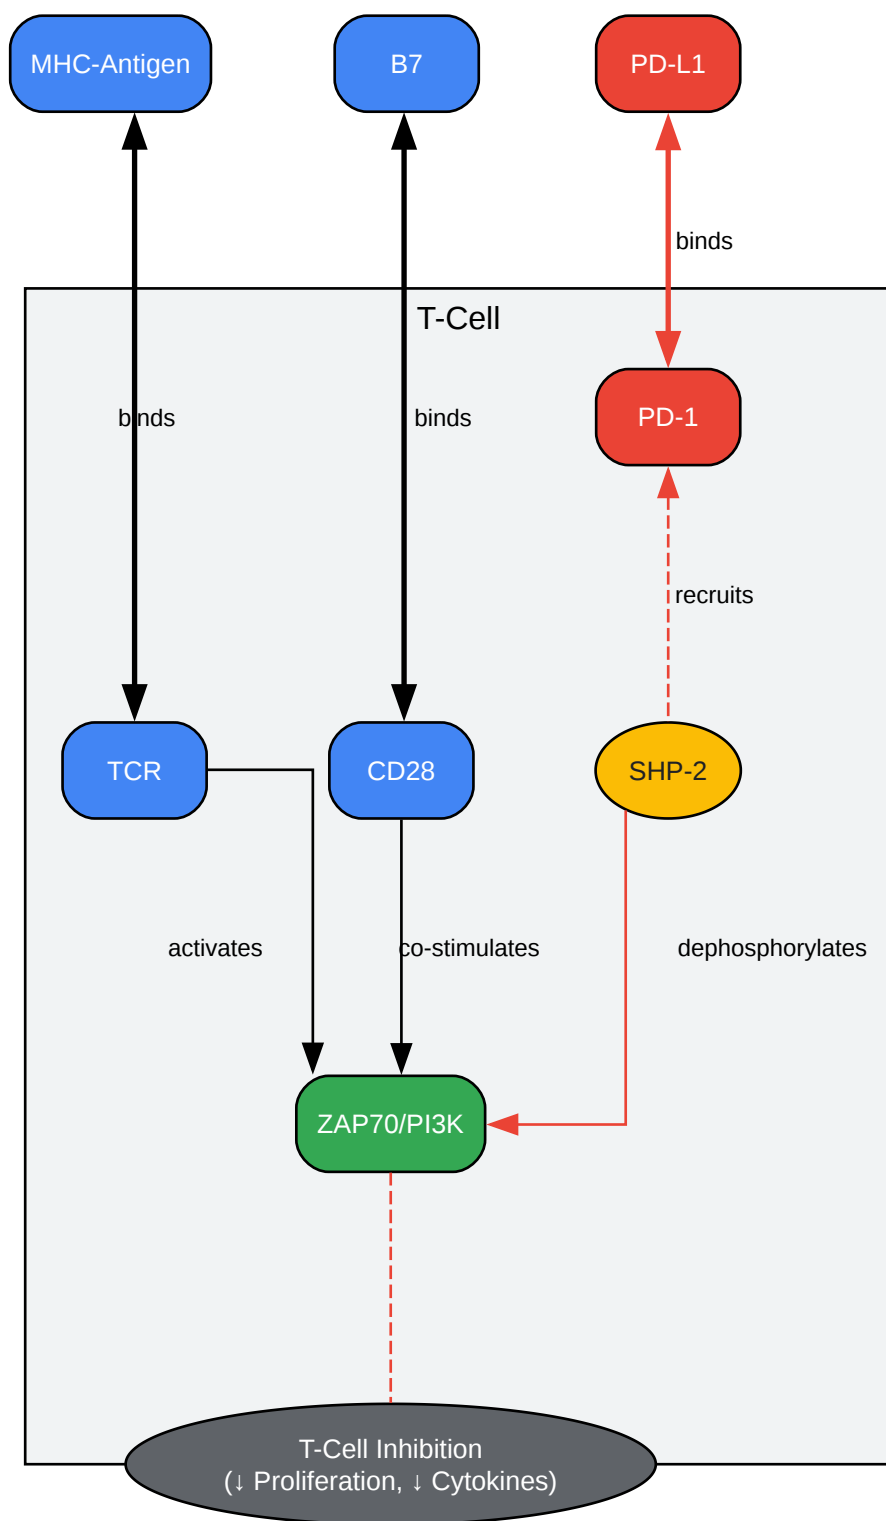 MHC-Antigen
B7
PD-L1
binds
T-Cell
binds
binds
PD-1
recruits
TCR
CD28
SHP-2
activates
co-stimulates
dephosphorylates
ZAP70/PI3K
T-Cell Inhibition
(↓ Proliferation, ↓ Cytokines)